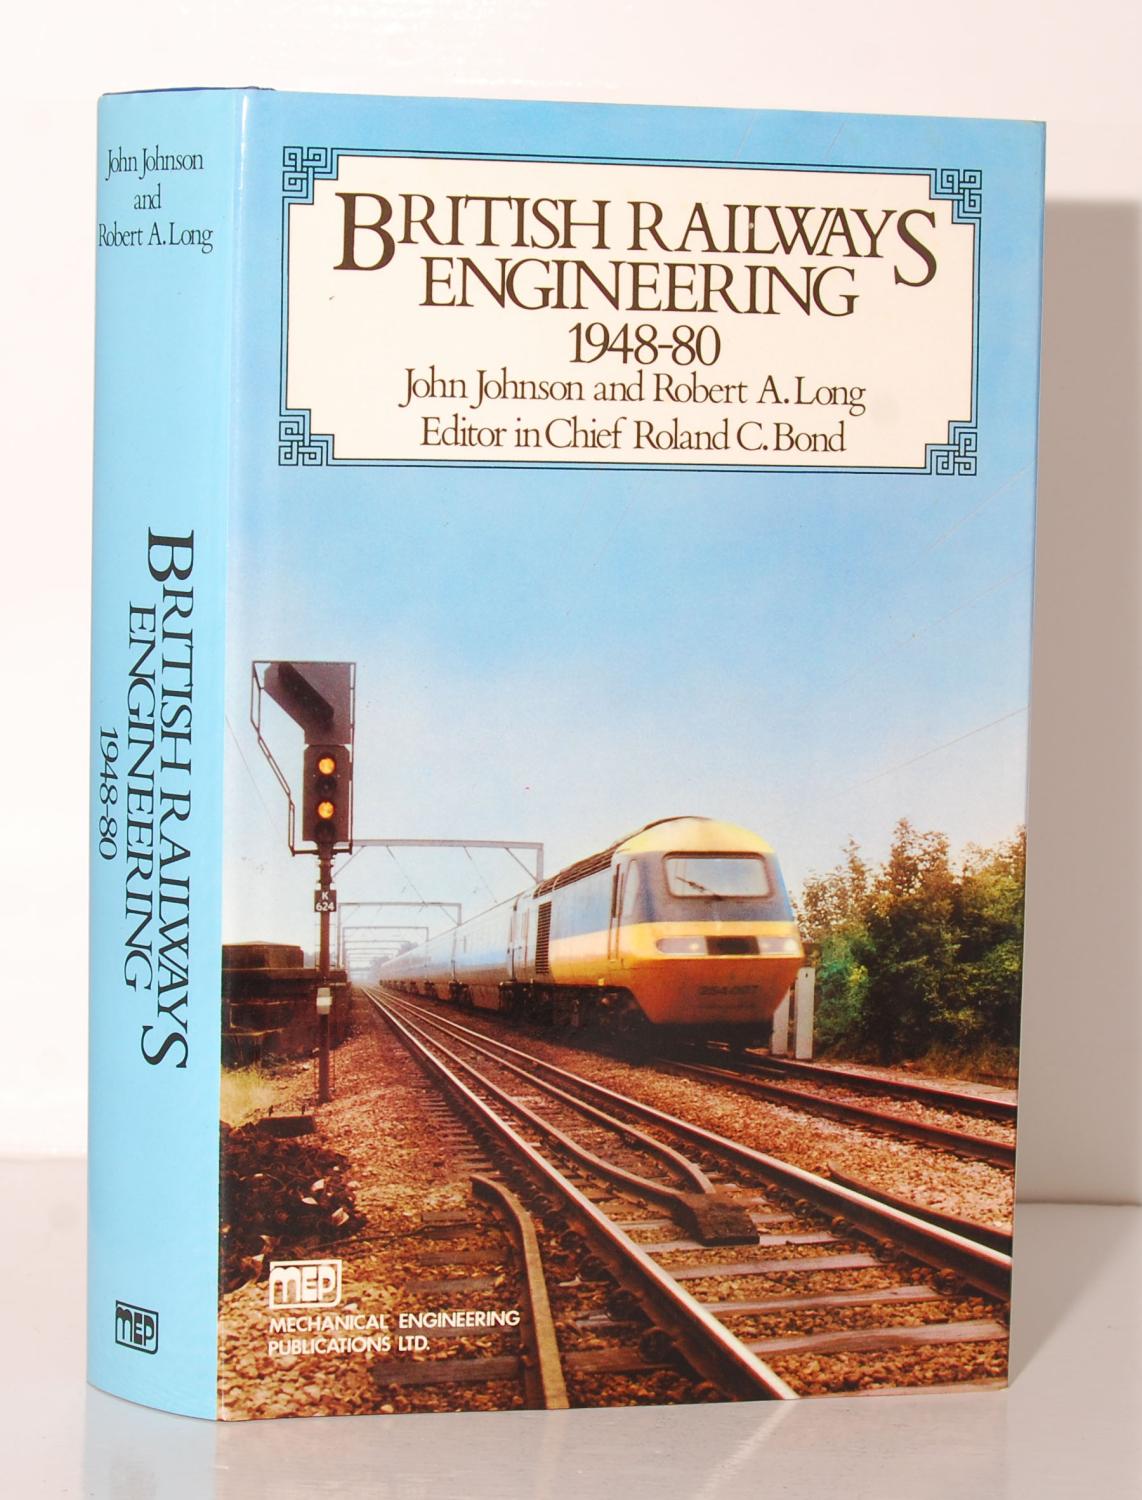 John Johnson
and
Robert A. Long
BRITISH RAILWAYS
ENGINEERING
1948-80
MEP
BRITISH RAILWAYS
ENGINEERING
1948-80
John Johnson and Robert A. Long
Editor in Chief Roland C. Bond
K
624
MEP
MECHANICAL ENGINEERING
PUBLICATIONS LTD.